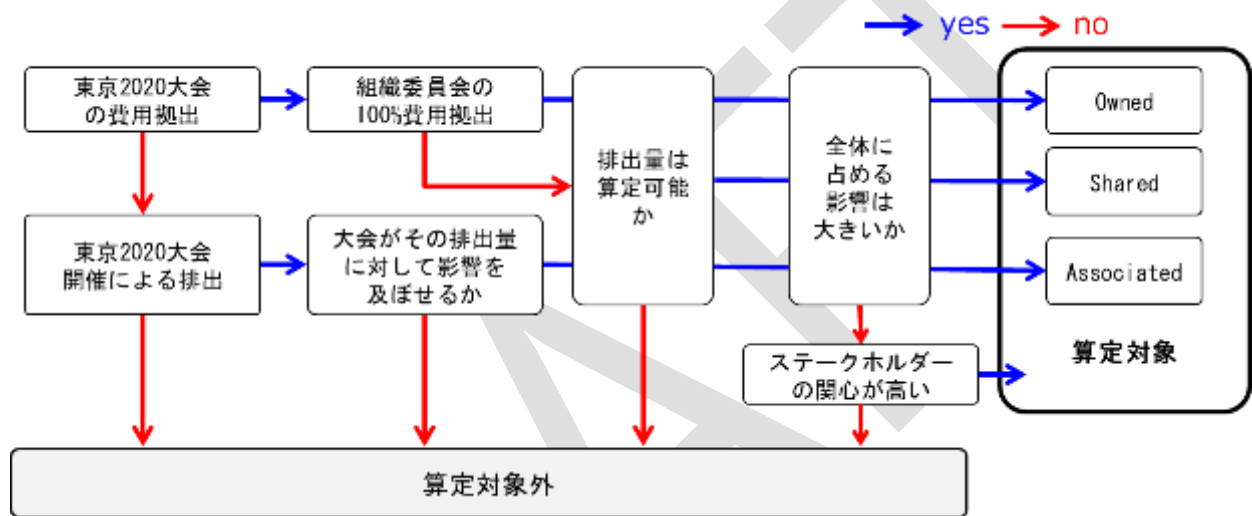 yes
no
東京2020大会
の費用拠出
組織委員会の
100%費用拠出
排出量は
算定可能
か
全体に
占める
影響は
大きいか
Owned
Shared
東京2020大会
開催による排出
大会がその排出量
に対して影響を
及ぼせるか
Associated
ステークホルダー
の関心が高い
算定対象
算定対象外